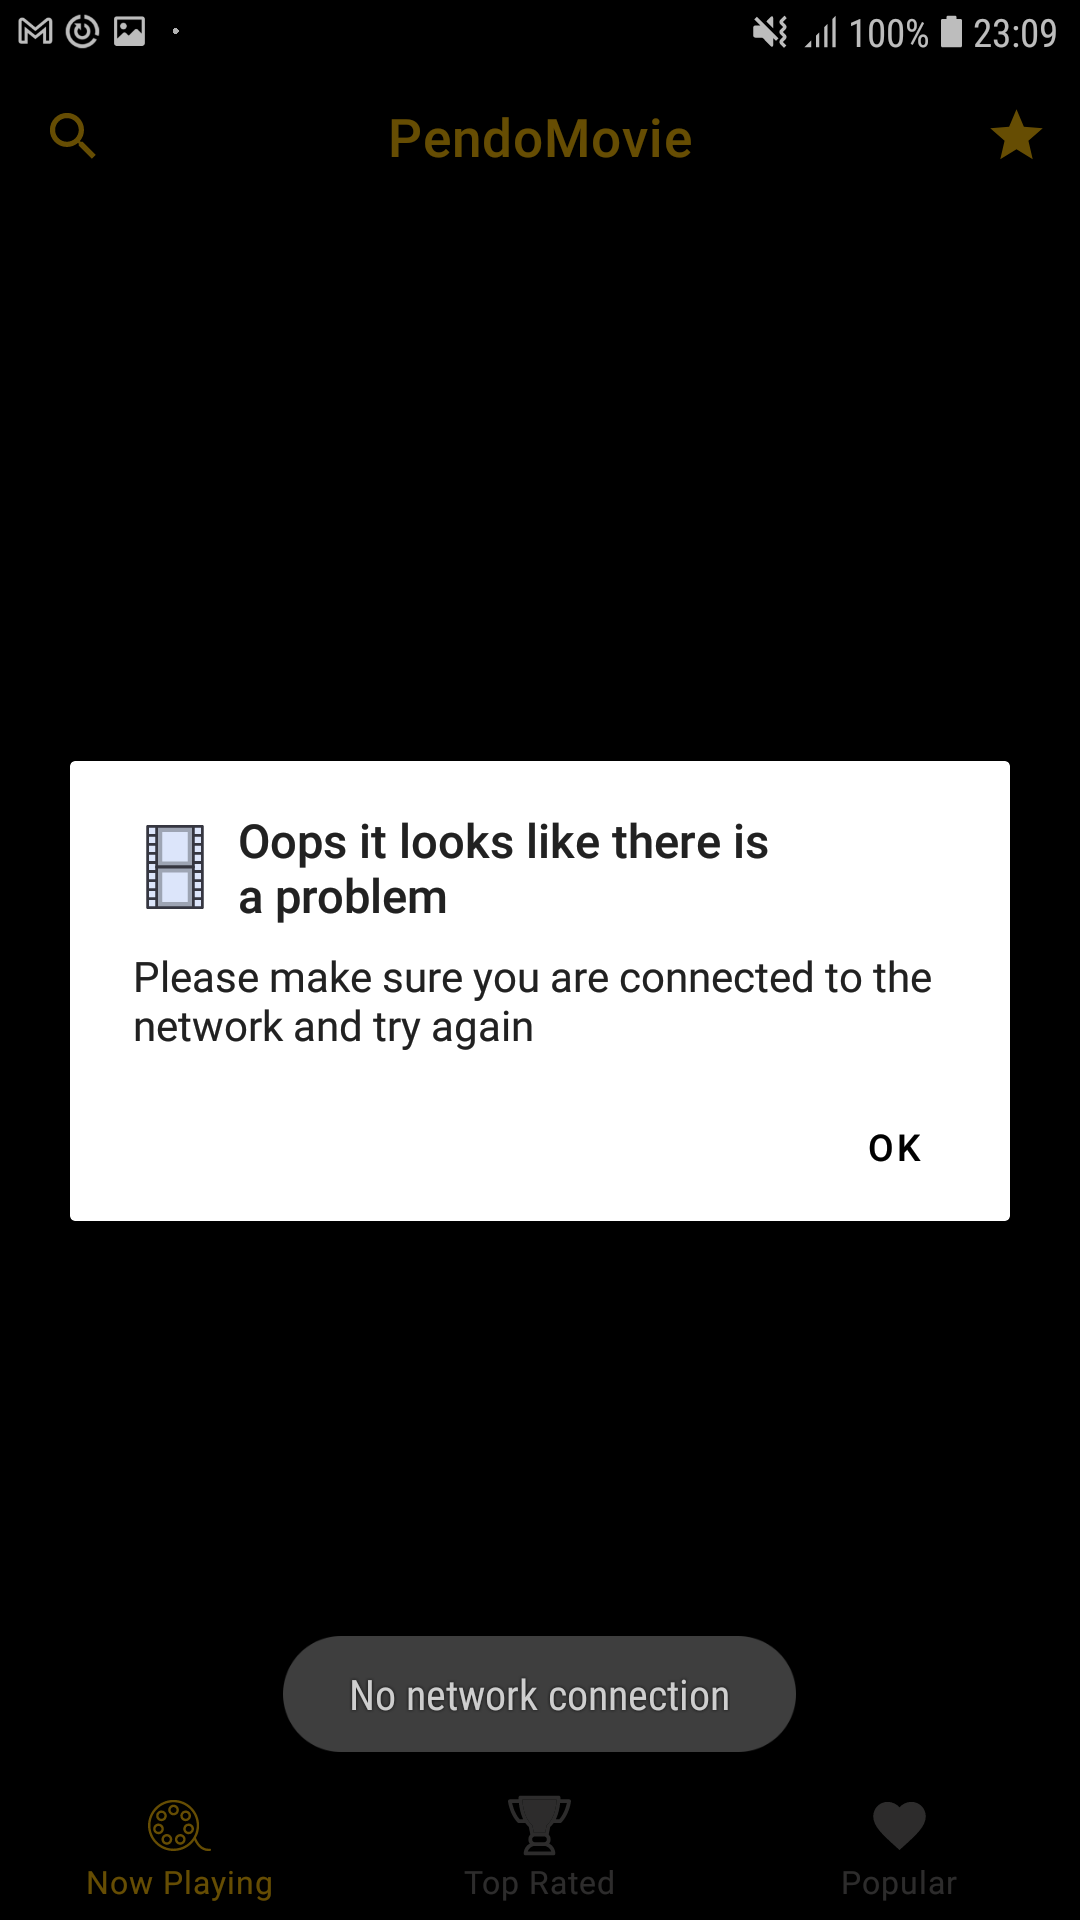 100% 23:09
PendoMovie
Oops it looks like there is
a problem
Please make sure you are connected to the
network and try again
OK
No network connection
Now Playing
Top Rated
Popular